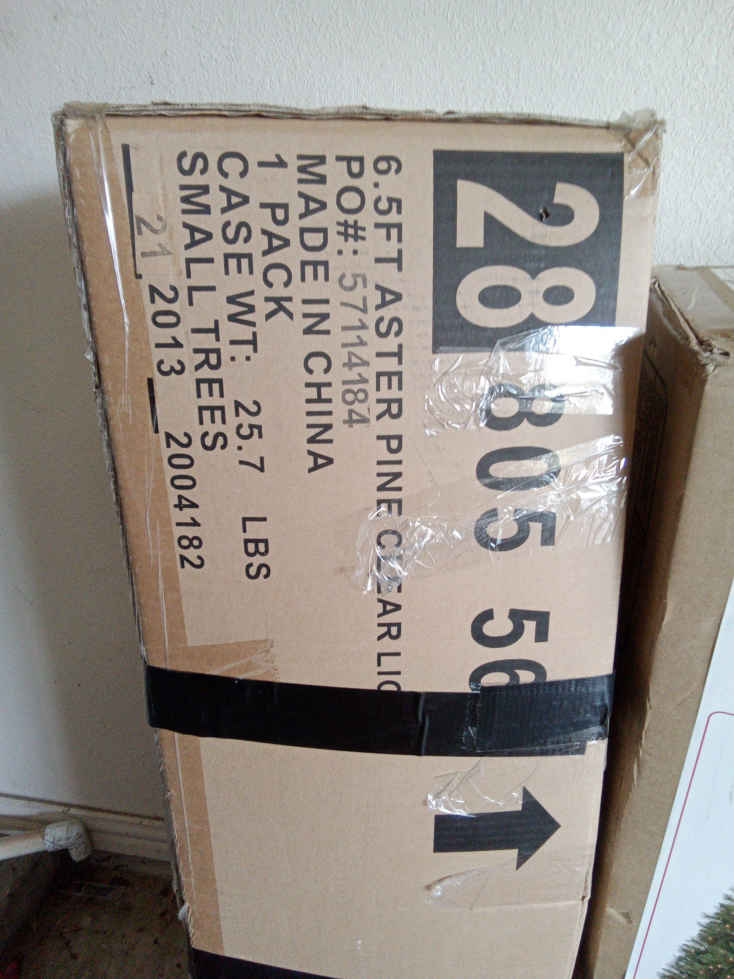 28 805 56
6.5FT ASTER PINE CLEAR
PO#: 57114184
MADE IN CHINA
1 PACK
CASE WT: 25.7 LBS
SMALL TREES
21 2013 2004182